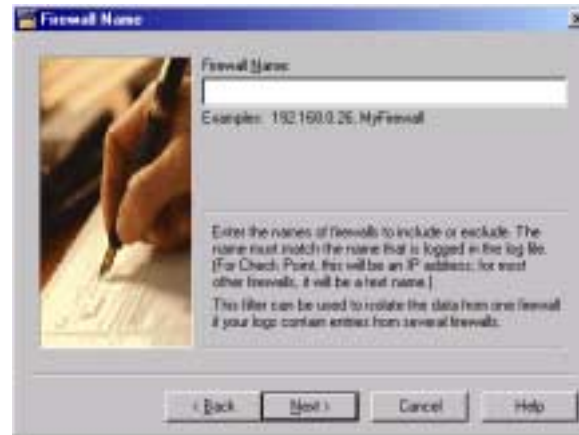 Firewall Name
Firewall Name:
Examples: 192.168.0.26, MyFirewall
Enter the names of firewalls to include or exclude. The
name must match the name that is logged in the log file.
(For Check Point, this will be an IP address; for most
other firewalls, it will be a text name.)
This filter can be used to isolate the data from one firewall
if your logs contain entries from several firewalls.
< Back
Next >
Cancel
Help